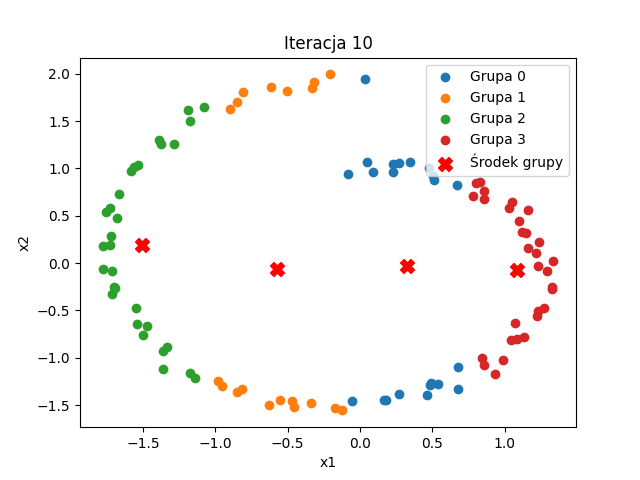 Iteracja 10
Grupa 0
Grupa 1
Grupa 2
Grupa 3
Środek grupy
x2
2.0
1.5
1.0
0.5
0.0
−0.5
−1.0
−1.5
−1.5
−1.0
−0.5
0.0
0.5
1.0
x1